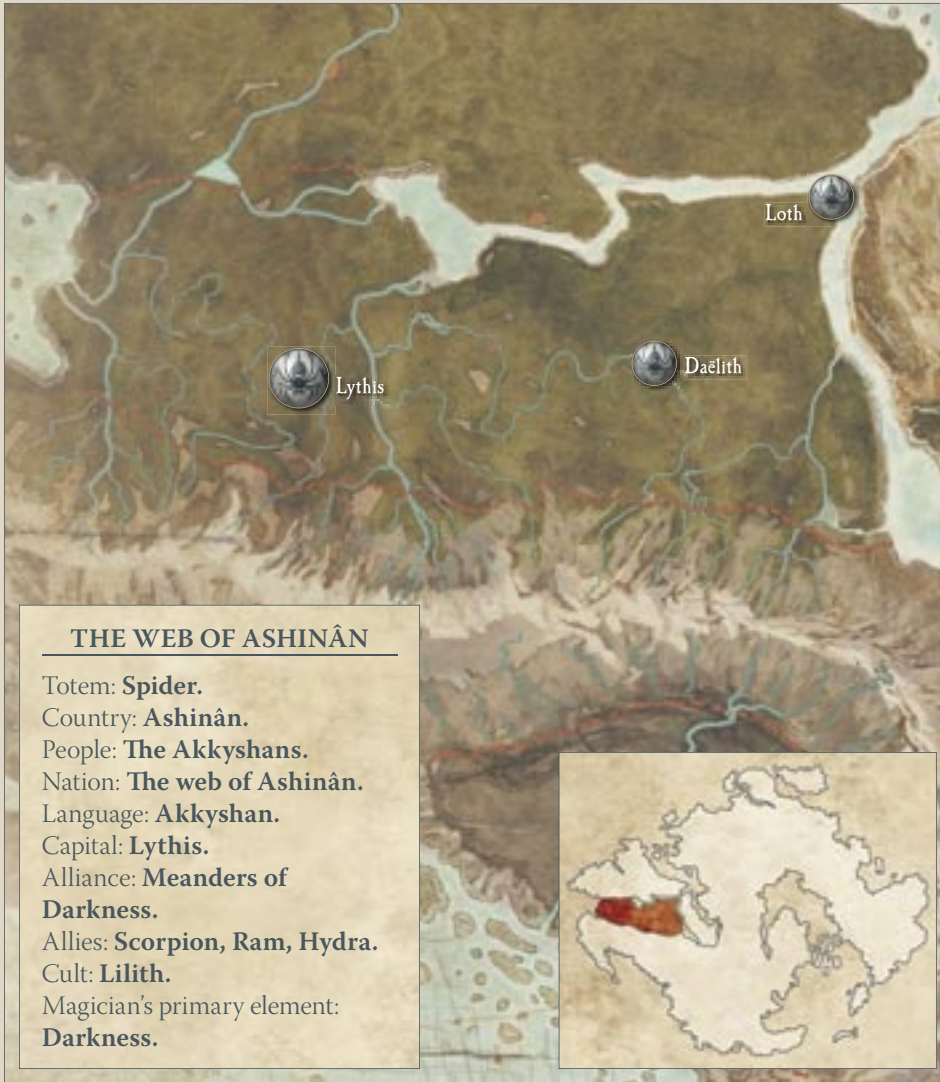 Loth
Daëlith
Lythis
THE WEB OF ASHINÂN
Totem: Spider.
Country: Ashinân.
People: The Akkyshans.
Nation: The web of Ashinân.
Language: Akkyshan.
Capital: Lythis.
Alliance: Meanders of
Darkness.
Allies: Scorpion, Ram, Hydra.
Cult: Lilith.
Magician's primary element:
Darkness.